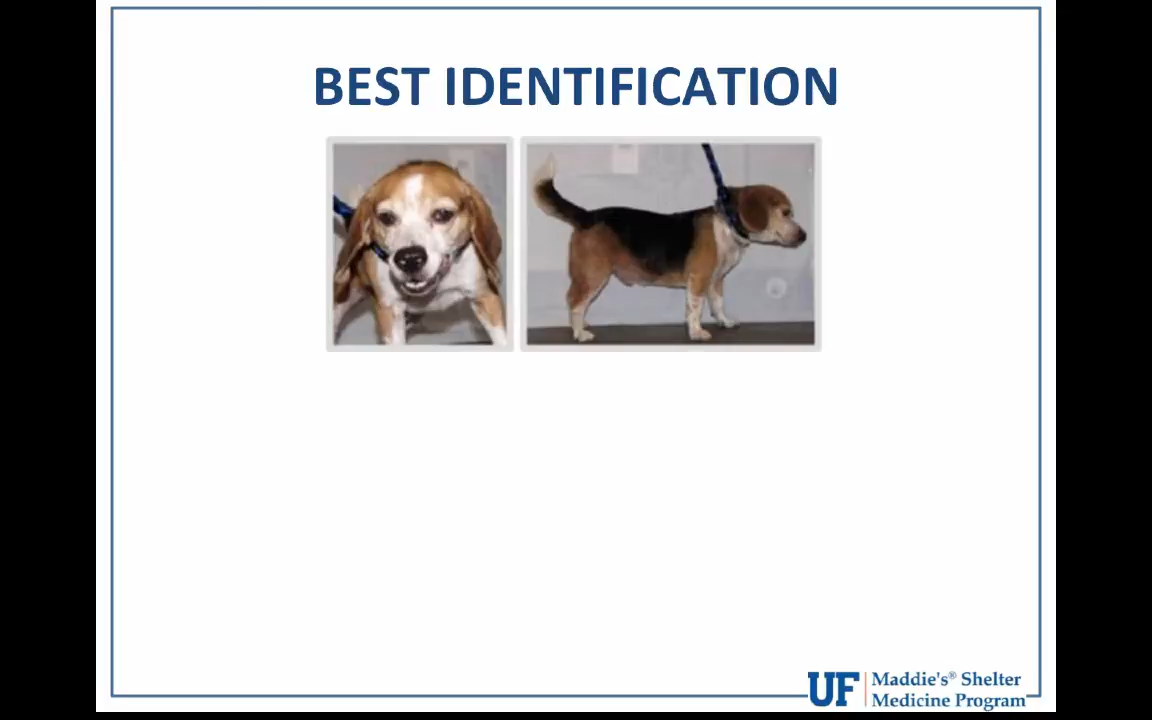 BEST IDENTIFICATION
UF
Maddie's® Shelter
Medicine Program